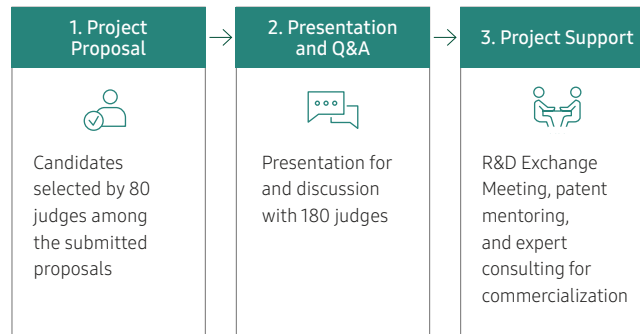 1. Project
Proposal
Candidates
selected by 80
judges among
the submitted
proposals
2. Presentation
and Q&A
Presentation for
and discussion
with 180 judges
3. Project Support
R&D Exchange
Meeting, patent
mentoring,
and expert
consulting for
commercialization